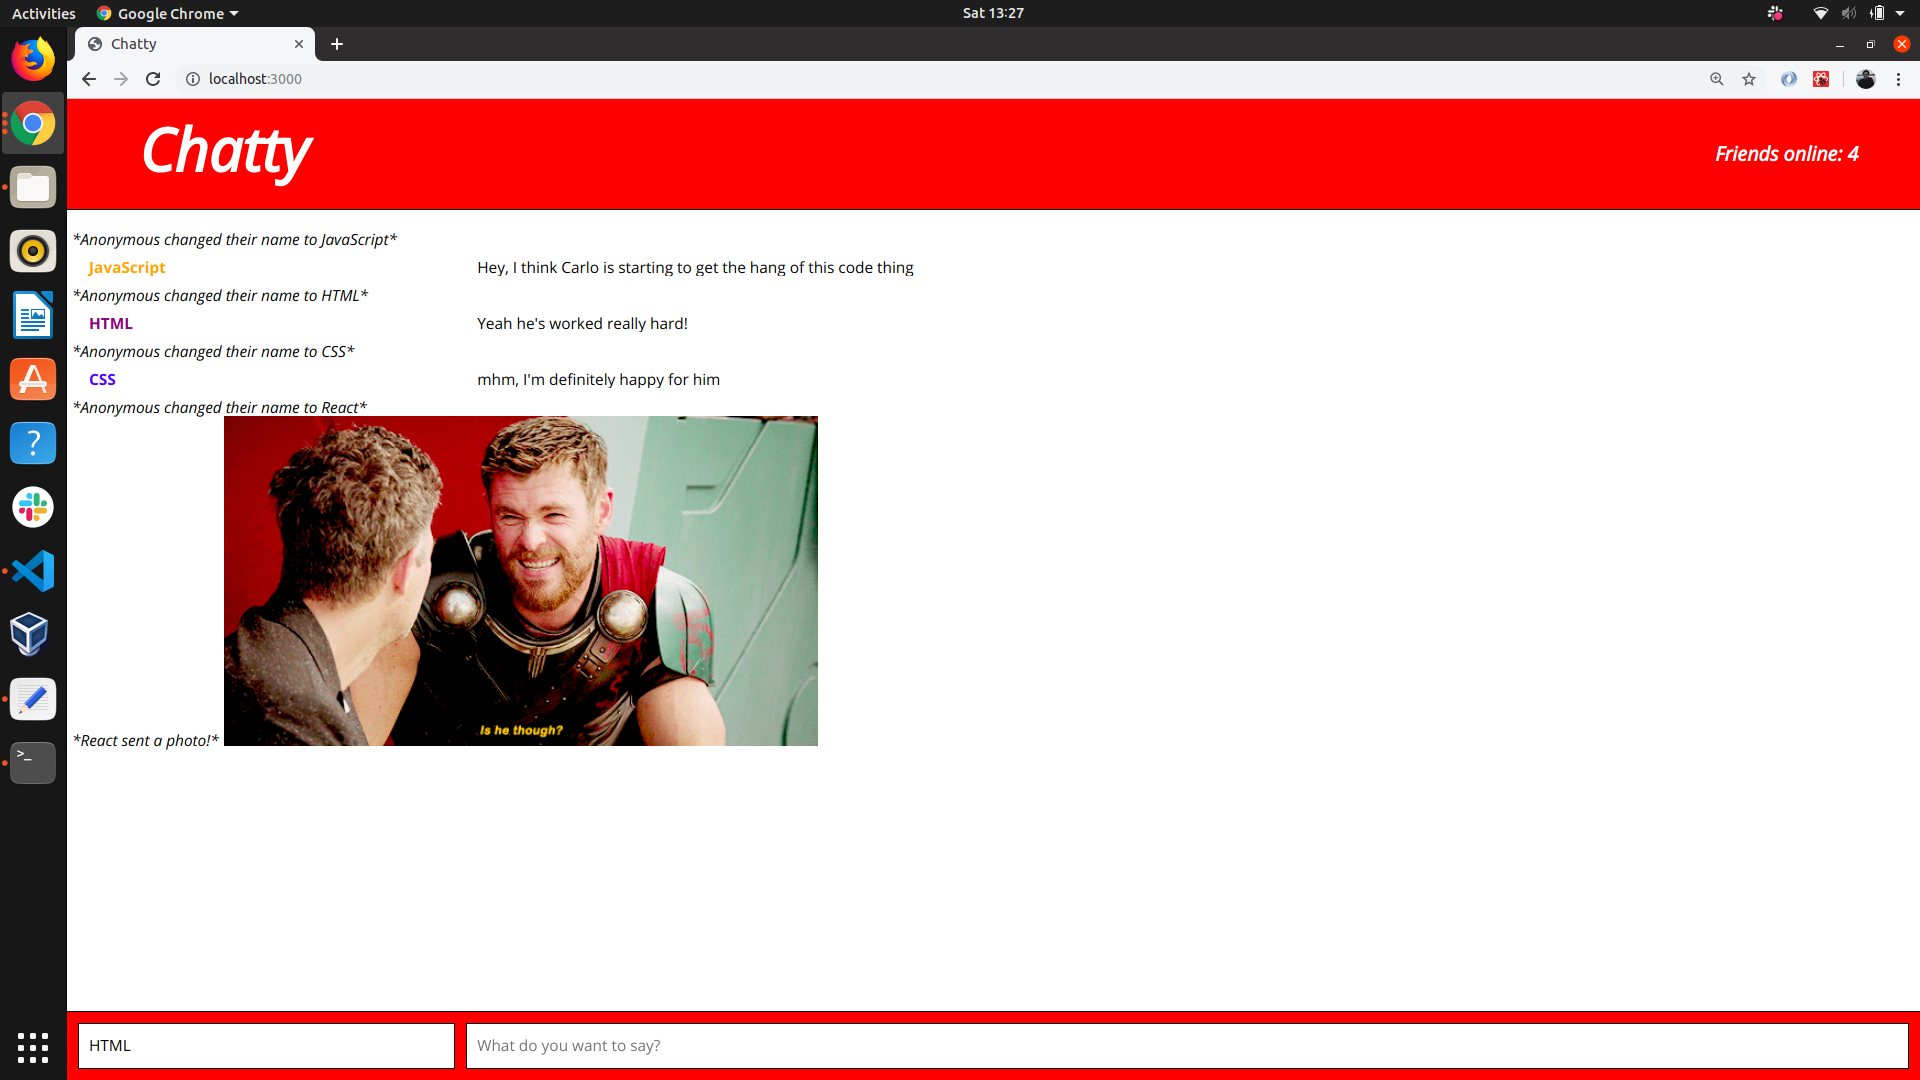 Activities Google Chrome Sat 13:27
Chatty
localhost:3000
Chatty
Friends online: 4
*Anonymous changed their name to JavaScript*
JavaScript Hey, I think Carlo is starting to get the hang of this code thing
*Anonymous changed their name to HTML*
HTML Yeah he's worked really hard!
*Anonymous changed their name to CSS*
CSS mhm, I'm definitely happy for him
*Anonymous changed their name to React*
Is he though?
*React sent a photo!*
HTML What do you want to say?